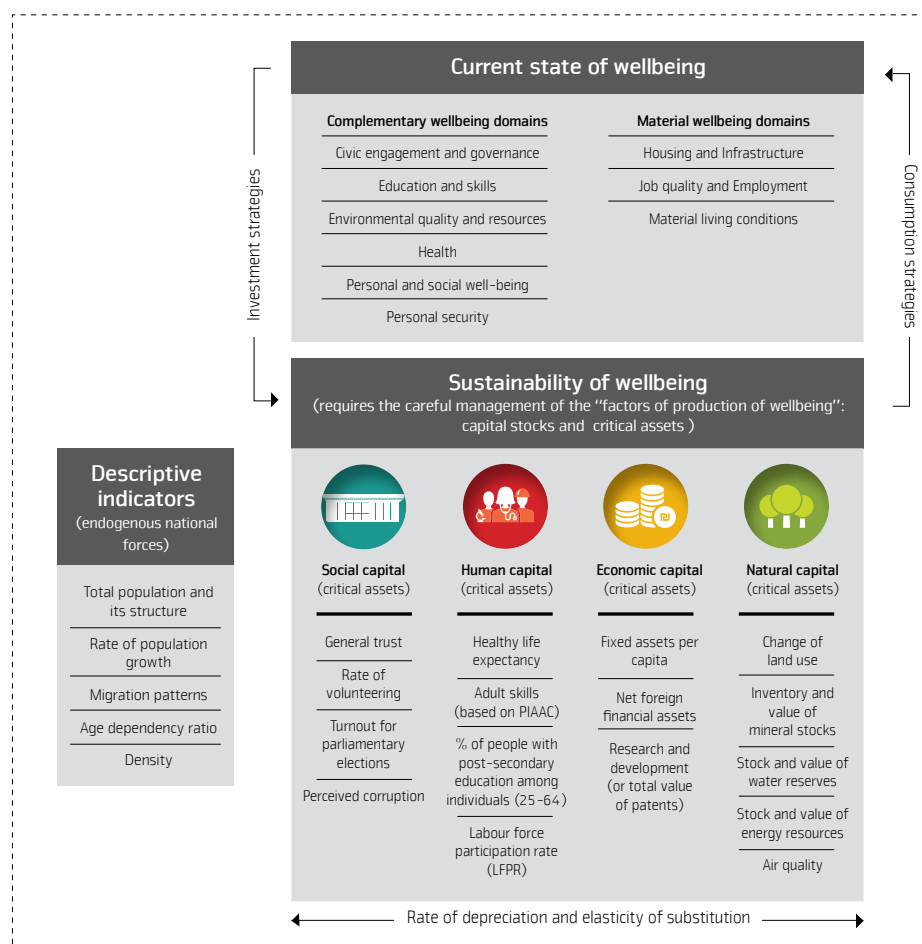 Current state of wellbeing
Complementary wellbeing domains
Civic engagement and governance
Education and skills
Environmental quality and resources
Health
Personal and social well-being
Personal security
Material wellbeing domains
Housing and Infrastructure
Job quality and Employment
Material living conditions
Investment strategies
Consumption strategies
Sustainability of wellbeing
(requires the careful management of the "factors of production of wellbeing":
capital stocks and critical assets )
Descriptive
indicators
(endogenous national
forces)
Total population and
its structure
Rate of population
growth
Migration patterns
Age dependency ratio
Density
Social capital
(critical assets)
General trust
Rate of
volunteering
Turnout for
parliamentary
elections
Perceived corruption
Human capital
(critical assets)
Healthy life
expectancy
Adult skills
(based on PIAAC)
% of people with
post-secondary
education among
individuals (25-64)
Labour force
participation rate
(LFPR)
₪
Economic capital
(critical assets)
Fixed assets per
capita
Net foreign
financial assets
Research and
development
(or total value
of patents)
Natural capital
(critical assets)
Change of
land use
Inventory and
value of
mineral stocks
Stock and value of
water reserves
Stock and value of
energy resources
Air quality
Rate of depreciation and elasticity of substitution